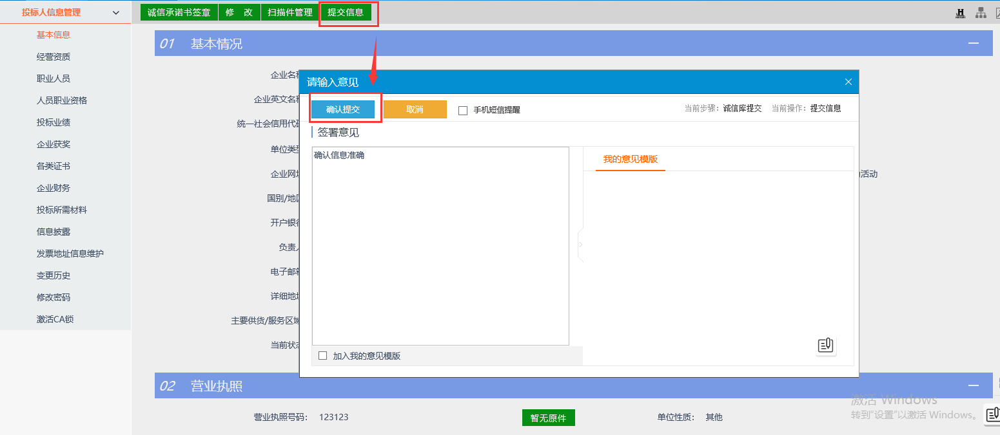 投标人信息管理
诚信承诺书签章 修 改 扫描件管理 提交信息
基本信息
经营资质
职业人员
人员职业资格
投标业绩
企业获奖
各类证书
企业财务
投标所需材料
信息披露
发票地址信息维护
变更历史
修改密码
激活CA锁
01 基本情况
企业名称
企业英文名称
统一社会信用代码
单位类型
企业网址
活动
国别/地区
开户银行
负责人
电子邮箱
详细地址
主要供货/服务区域
当前状态
请输入意见
确认提交 取消 手机短信提醒 当前步骤：诚信库提交 当前操作：提交信息
签署意见
确认信息准确
我的意见模版
加入我的意见模版
02 营业执照
营业执照号码： 123123 暂无原件 单位性质： 其他
激活 Windows
转到“设置”以激活 Windows。